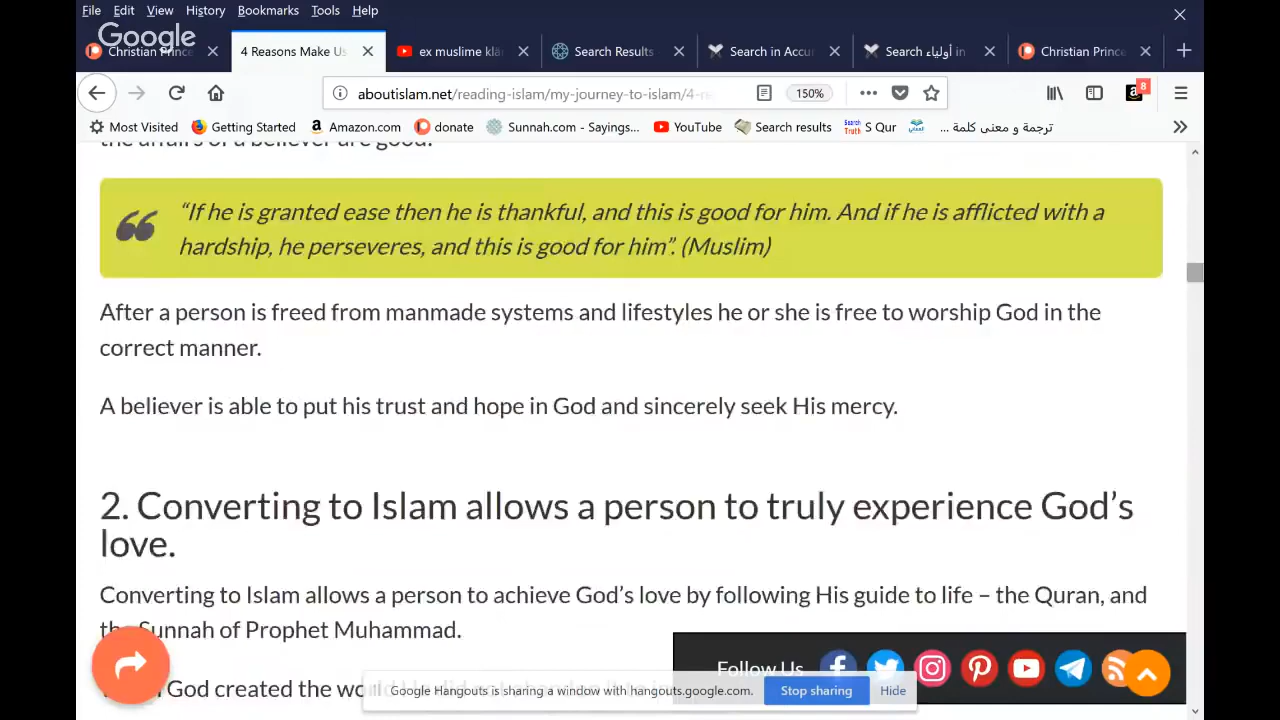 File Edit View History Bookmarks Tools Help
Google
Christian Prince
4 Reasons Make Us
ex muslime klä
Search Results
Search in Accu
Search أولياء in
Christian Prince
aboutislam.net/reading-islam/my-journey-to-islam/4-
150%
8
Most Visited Getting Started Amazon.com donate Sunnah.com - Sayings... YouTube Search results S Qur ترجمة و معنى كلمة ...
the affairs of a believer are good.
“If he is granted ease then he is thankful, and this is good for him. And if he is afflicted with a
hardship, he perseveres, and this is good for him”. (Muslim)
After a person is freed from manmade systems and lifestyles he or she is free to worship God in the
correct manner.
A believer is able to put his trust and hope in God and sincerely seek His mercy.
2. Converting to Islam allows a person to truly experience God’s
love.
Converting to Islam allows a person to achieve God’s love by following His guide to life – the Quran, and
the Sunnah of Prophet Muhammad.
Follow Us
God created the
Google Hangouts is sharing a window with hangouts.google.com.
Stop sharing
Hide